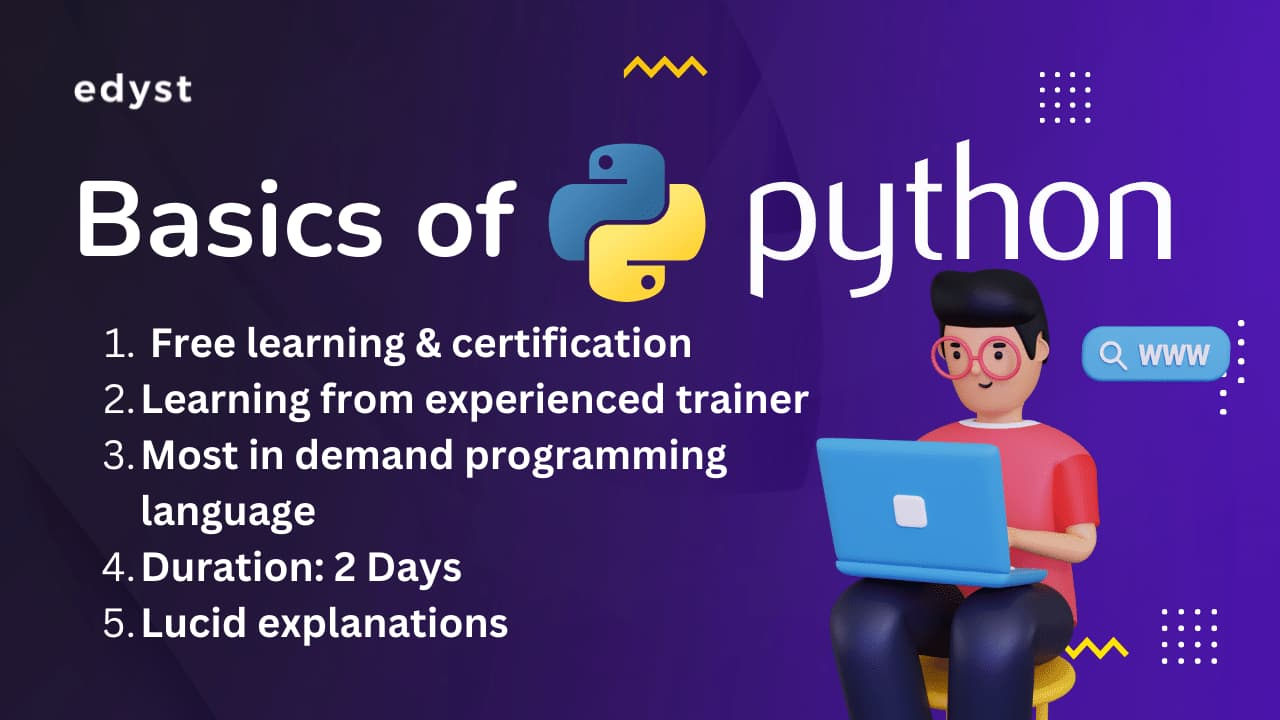 edyst
Basics of python
1. Free learning & certification
2. Learning from experienced trainer
3. Most in demand programming
language
4. Duration: 2 Days
5. Lucid explanations
WWW